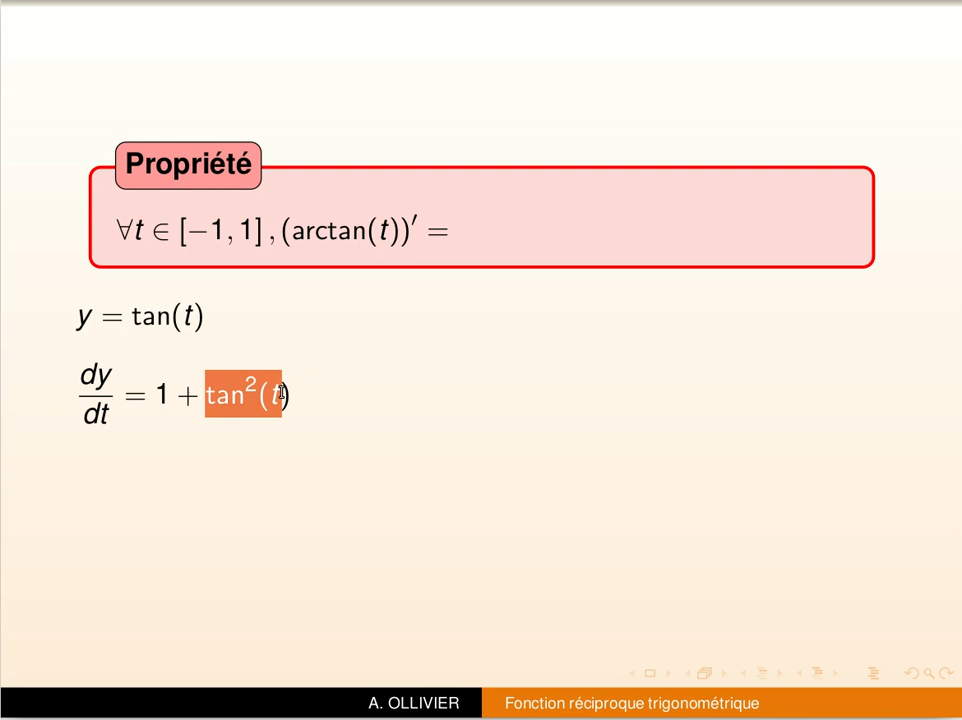 Propriété
∀t ∈ [−1, 1] , (arctan(t))′ =
y = tan(t)
dy/dt = 1 + tan²(t)
A. OLLIVIER
Fonction réciproque trigonométrique